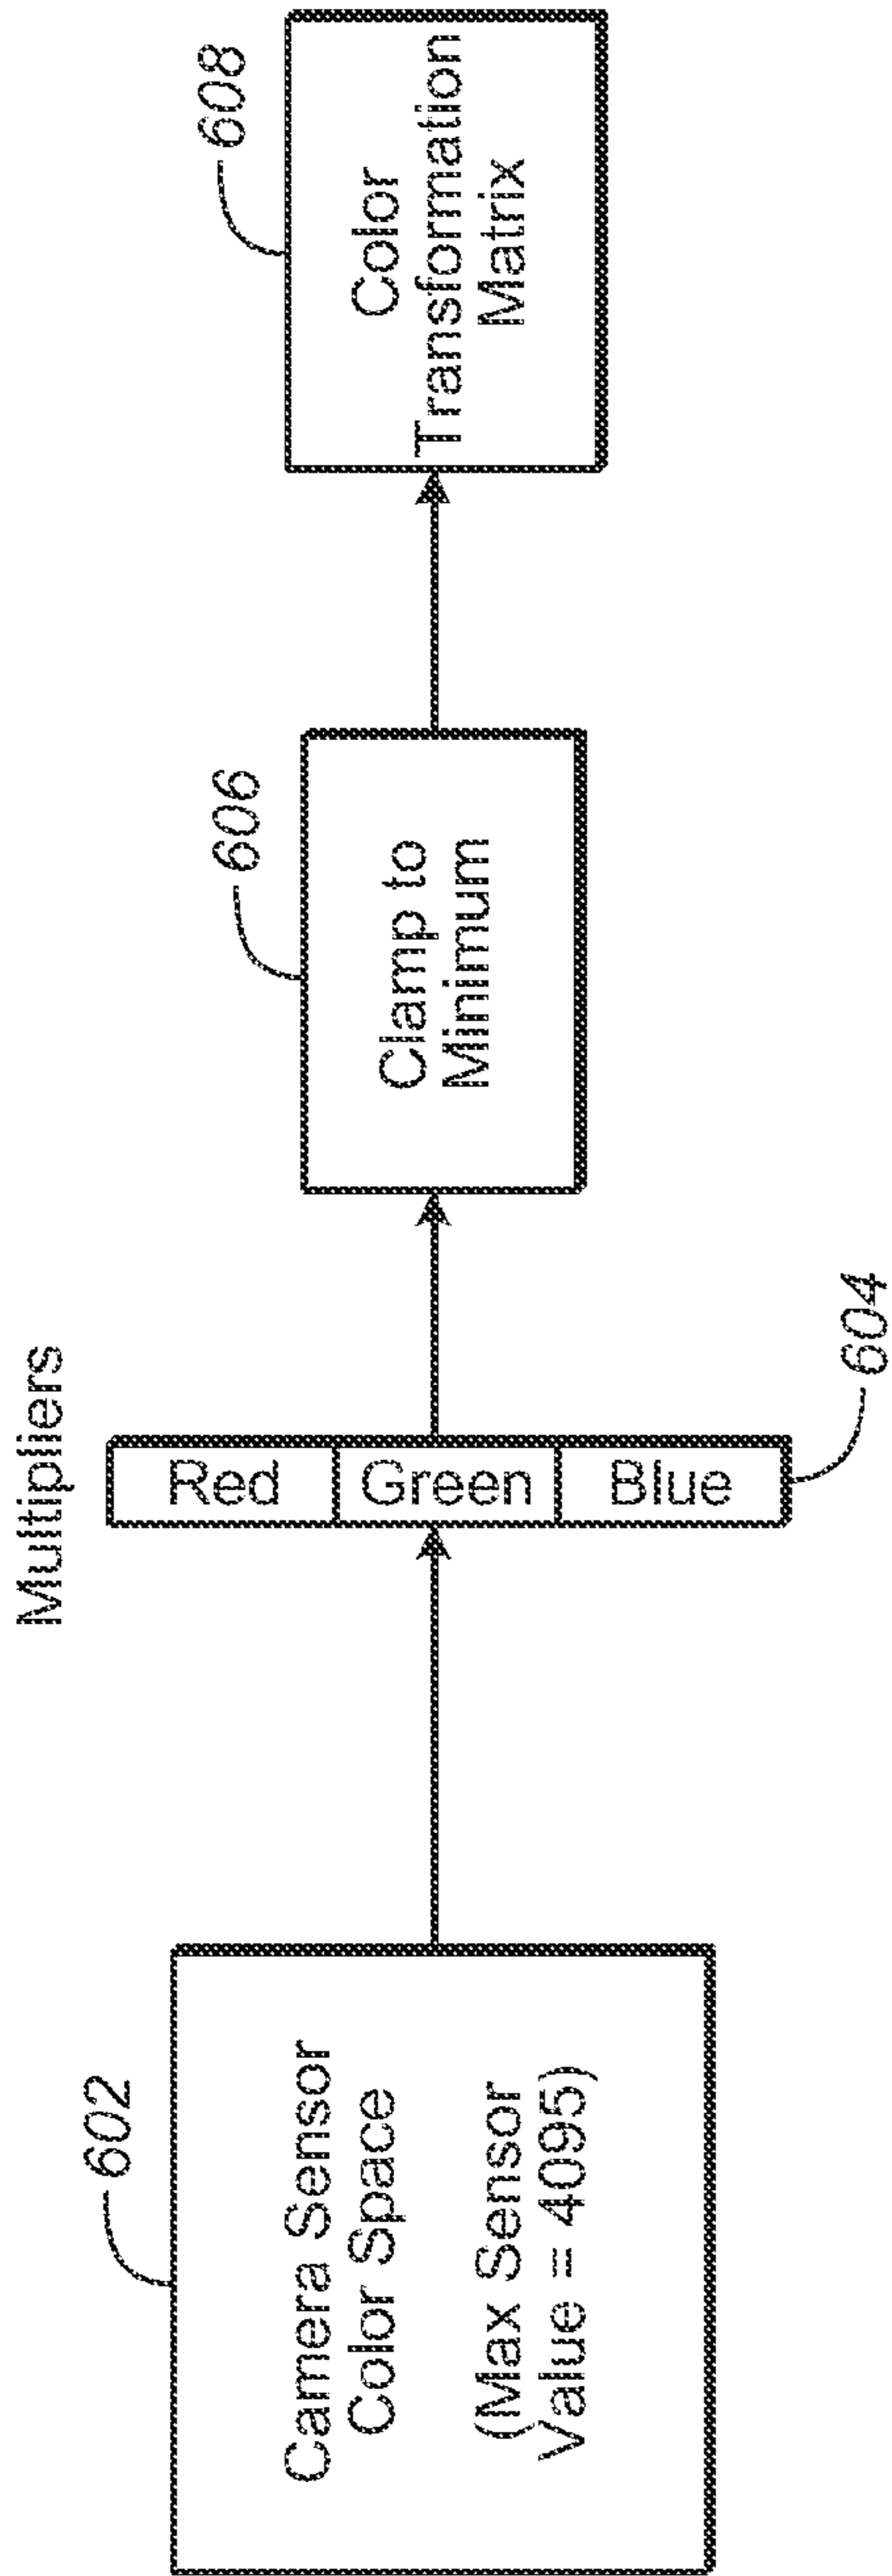 602
Camera Sensor
Color Space
(Max Sensor
Value = 4095)
Multipliers
Red
Green
Blue
604
606
Clamp to
Minimum
608
Color
Transformation
Matrix